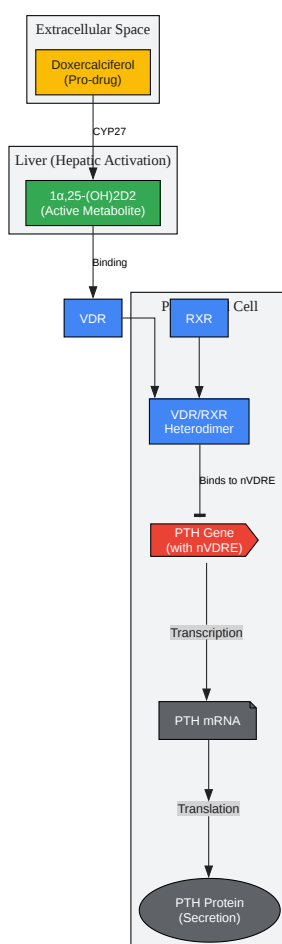 Extracellular Space
Doxercalciferol
(Pro-drug)
CYP27
Liver (Hepatic Activation)
1α,25-(OH)2D2
(Active Metabolite)
Binding
Cell
VDR
RXR
VDR/RXR
Heterodimer
Binds to nVDRE
PTH Gene
(with nVDRE)
Transcription
PTH mRNA
Translation
PTH Protein
(Secretion)